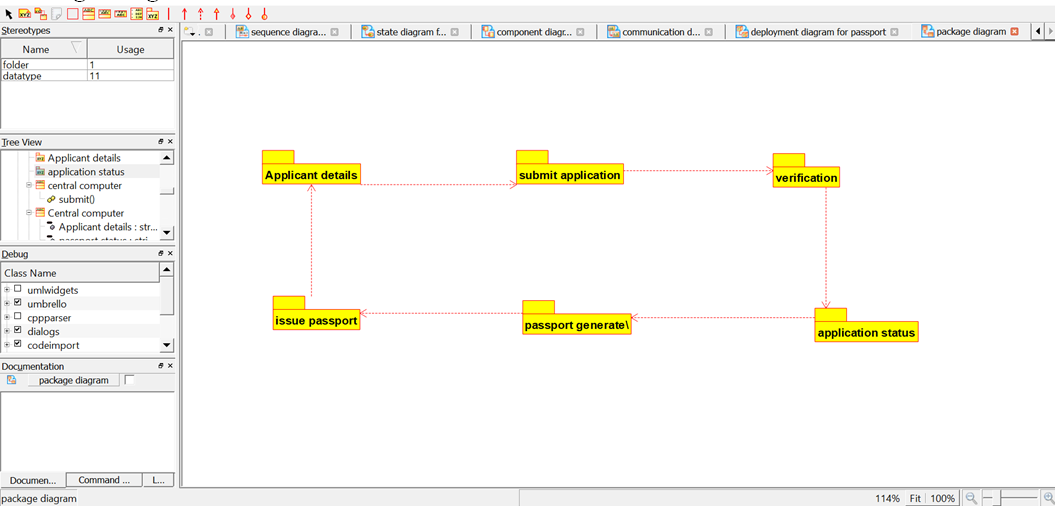 Stereotypes
Name Usage
folder 1
datatype 11
Tree View
Applicant details
application status
central computer
submit()
Central computer
Applicant details : str...
Debug
Class Name
umlwidgets
umbrello
cppparser
dialogs
codeimport
Documentation
package diagram
Documen... Command ... L...
package diagram
. sequence diagra... state diagram f... component diagr... communication d... deployment diagram for passport package diagram
Applicant details submit application verification
issue passport passport generate\ application status
114% Fit 100%